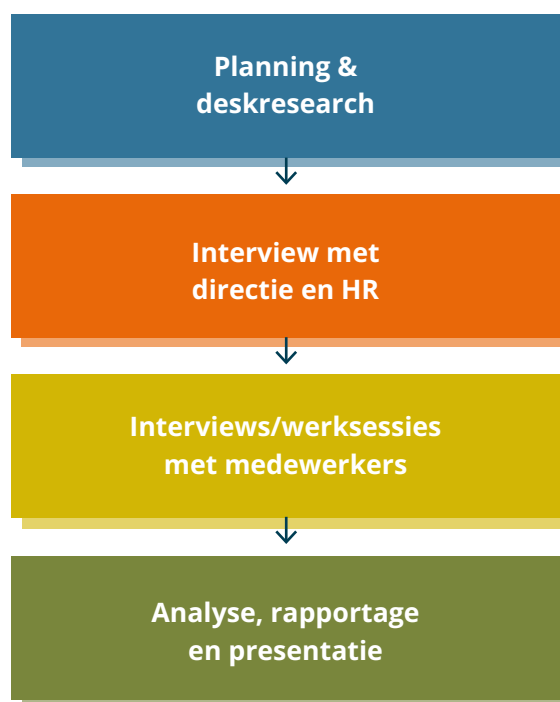 Planning &
deskresearch
Interview met
directie en HR
Interviews/werksessies
met medewerkers
Analyse, rapportage
en presentatie